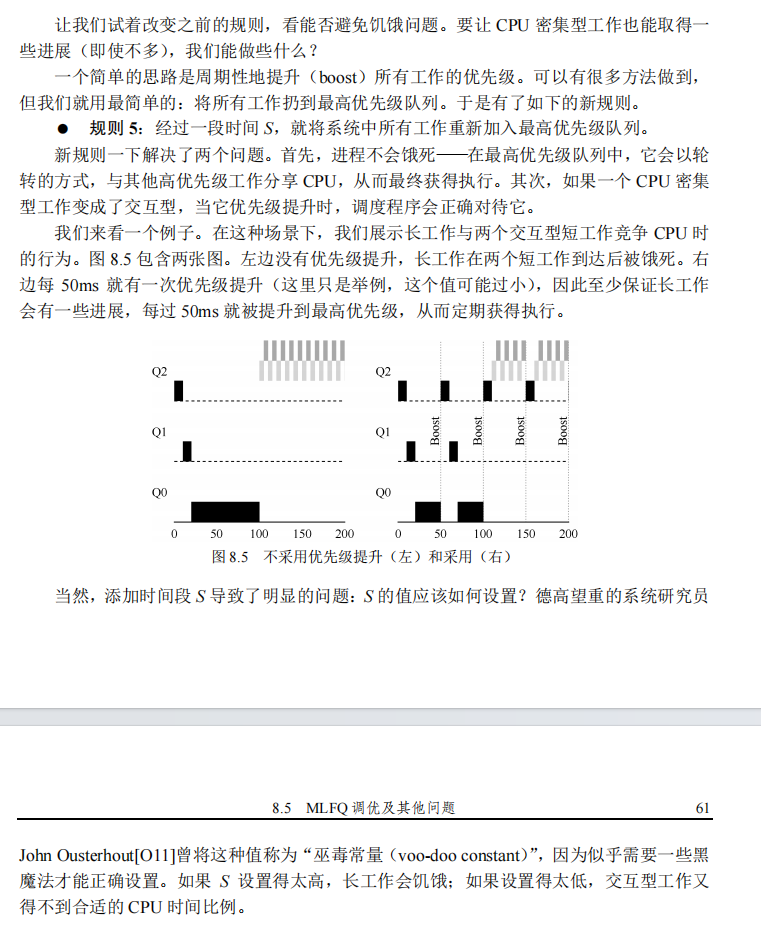 让我们试着改变之前的规则，看能否避免饥饿问题。要让 CPU 密集型工作也能取得一
些进展（即使不多），我们能做些什么？
一个简单的思路是周期性地提升（boost）所有工作的优先级。可以有很多方法做到，
但我们就用最简单的：将所有工作扔到最高优先级队列。于是有了如下的新规则。
● 规则 5：经过一段时间 S，就将系统中所有工作重新加入最高优先级队列。
新规则一下解决了两个问题。首先，进程不会饿死——在最高优先级队列中，它会以轮
转的方式，与其他高优先级工作分享 CPU，从而最终获得执行。其次，如果一个 CPU 密集
型工作变成了交互型，当它优先级提升时，调度程序会正确对待它。
我们来看一个例子。在这种场景下，我们展示长工作与两个交互型短工作竞争 CPU 时
的行为。图 8.5 包含两张图。左边没有优先级提升，长工作在两个短工作到达后被饿死。右
边每 50ms 就有一次优先级提升（这里只是举例，这个值可能过小），因此至少保证长工作
会有一些进展，每过 50ms 就被提升到最高优先级，从而定期获得执行。
Q2
Q1
Q0
0 50 100 150 200
Q2
Q1
Boost Boost Boost Boost
Q0
0 50 100 150 200
图 8.5 不采用优先级提升（左）和采用（右）
当然，添加时间段 S 导致了明显的问题：S 的值应该如何设置？德高望重的系统研究员
8.5 MLFQ 调优及其他问题 61
John Ousterhout[O11]曾将这种值称为“巫毒常量（voo-doo constant）”，因为似乎需要一些黑
魔法才能正确设置。如果 S 设置得太高，长工作会饥饿；如果设置得太低，交互型工作又
得不到合适的 CPU 时间比例。